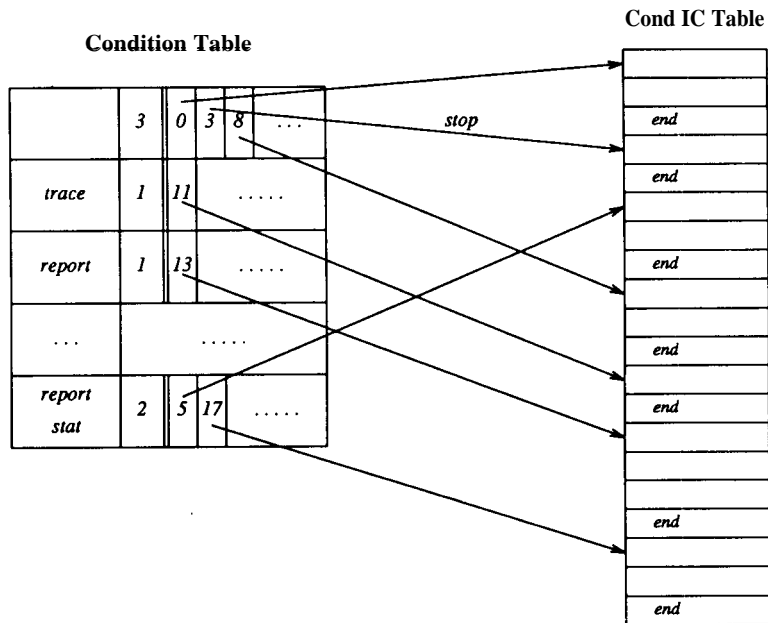 Cond IC Table
Condition Table
3 0 3 8 ...
stop
trace 1 11 .....
report 1 13 .....
... .....
report
stat
2 5 17 .....
end
end
end
end
end
end
end